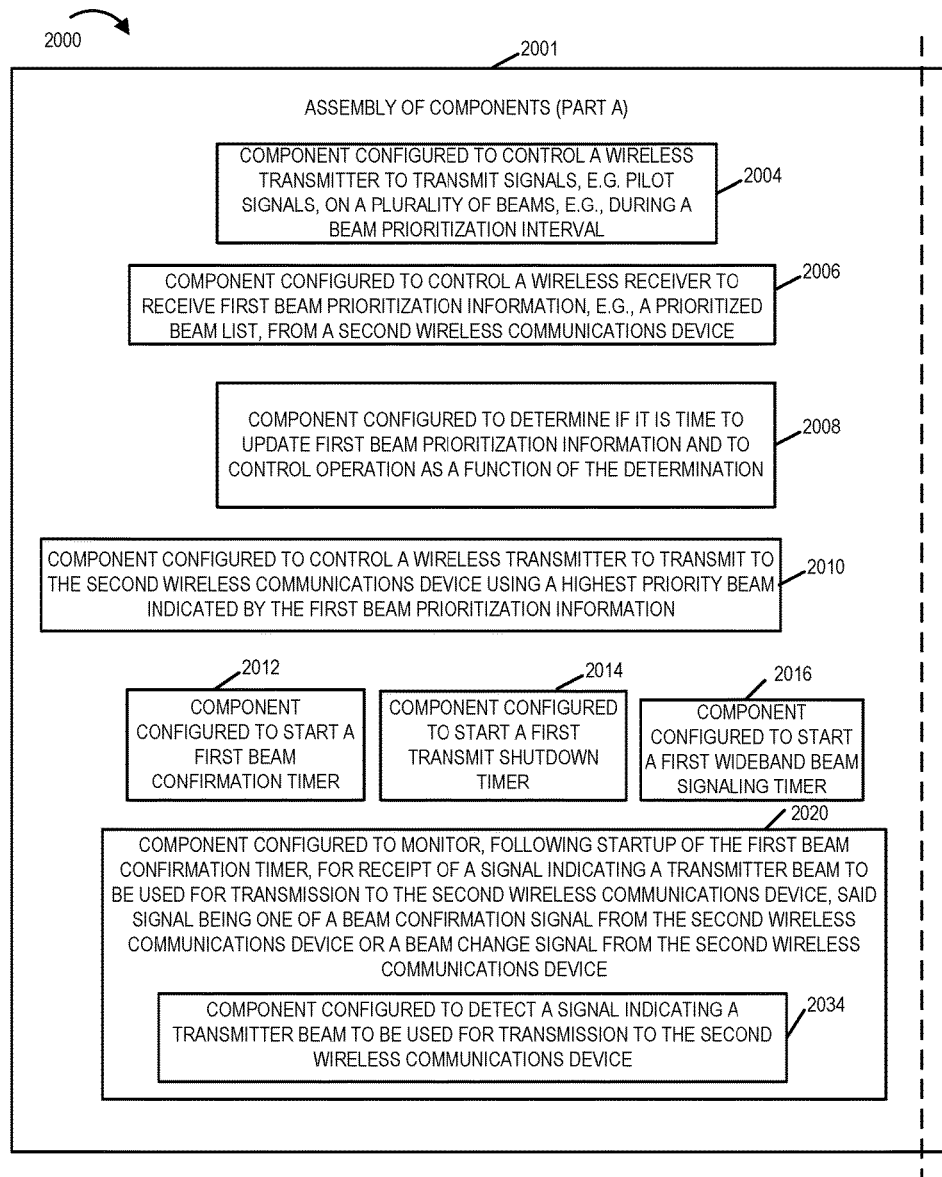 2000
2001
ASSEMBLY OF COMPONENTS (PART A)
COMPONENT CONFIGURED TO CONTROL A WIRELESS
TRANSMITTER TO TRANSMIT SIGNALS, E.G. PILOT
SIGNALS, ON A PLURALITY OF BEAMS, E.G., DURING A
BEAM PRIORITIZATION INTERVAL
2004
COMPONENT CONFIGURED TO CONTROL A WIRELESS RECEIVER TO
RECEIVE FIRST BEAM PRIORITIZATION INFORMATION, E.G., A PRIORITIZED
BEAM LIST, FROM A SECOND WIRELESS COMMUNICATIONS DEVICE
2006
COMPONENT CONFIGURED TO DETERMINE IF IT IS TIME TO
UPDATE FIRST BEAM PRIORITIZATION INFORMATION AND TO
CONTROL OPERATION AS A FUNCTION OF THE DETERMINATION
2008
COMPONENT CONFIGURED TO CONTROL A WIRELESS TRANSMITTER TO TRANSMIT TO
THE SECOND WIRELESS COMMUNICATIONS DEVICE USING A HIGHEST PRIORITY BEAM
INDICATED BY THE FIRST BEAM PRIORITIZATION INFORMATION
2010
2012
COMPONENT
CONFIGURED TO START A
FIRST BEAM
CONFIRMATION TIMER
2014
COMPONENT CONFIGURED
TO START A FIRST
TRANSMIT SHUTDOWN
TIMER
2016
COMPONENT
CONFIGURED TO START
A FIRST WIDEBAND BEAM
SIGNALING TIMER
2020
COMPONENT CONFIGURED TO MONITOR, FOLLOWING STARTUP OF THE FIRST BEAM
CONFIRMATION TIMER, FOR RECEIPT OF A SIGNAL INDICATING A TRANSMITTER BEAM TO
BE USED FOR TRANSMISSION TO THE SECOND WIRELESS COMMUNICATIONS DEVICE, SAID
SIGNAL BEING ONE OF A BEAM CONFIRMATION SIGNAL FROM THE SECOND WIRELESS
COMMUNICATIONS DEVICE OR A BEAM CHANGE SIGNAL FROM THE SECOND WIRELESS
COMMUNICATIONS DEVICE
COMPONENT CONFIGURED TO DETECT A SIGNAL INDICATING A
TRANSMITTER BEAM TO BE USED FOR TRANSMISSION TO THE SECOND
WIRELESS COMMUNICATIONS DEVICE
2034